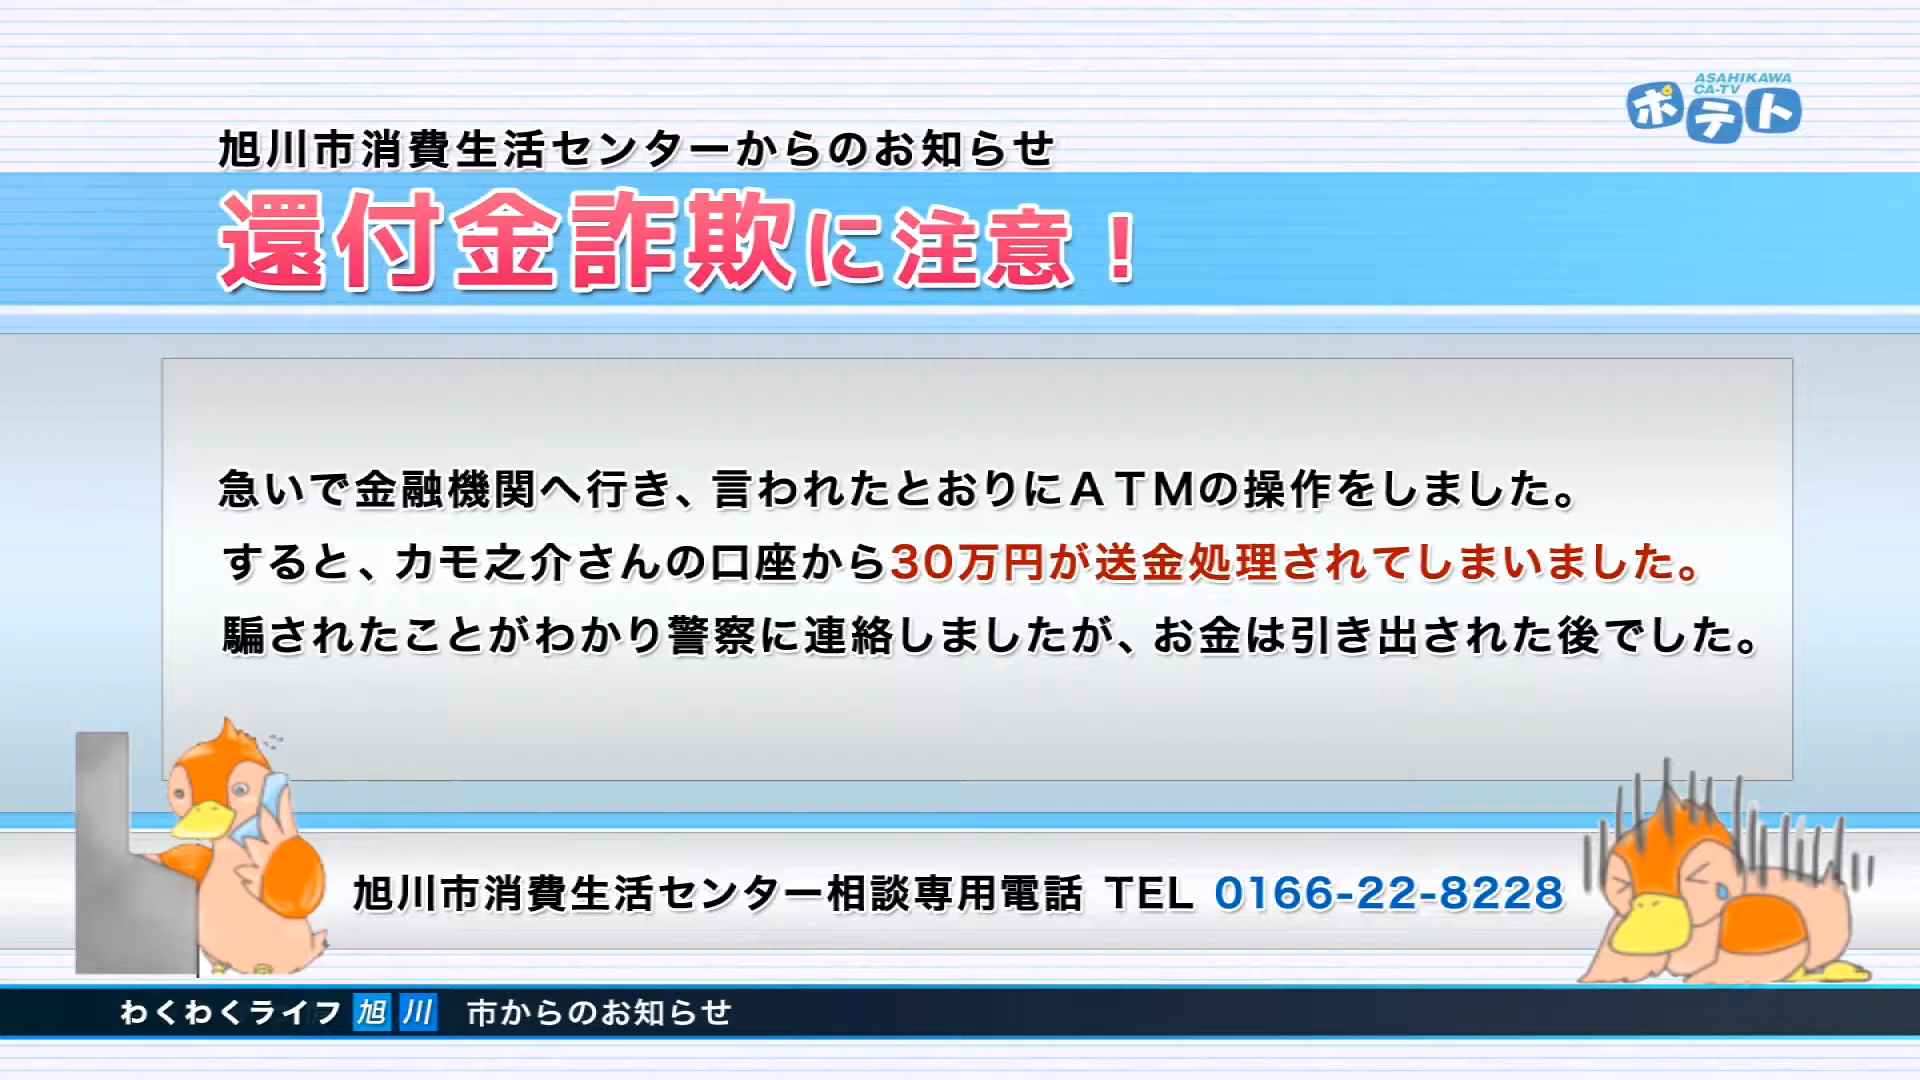 ASAHIKAWA
CA-TV
ポテト
旭川市消費生活センターからのお知らせ
還付金詐欺に注意！
急いで金融機関へ行き、言われたとおりにＡＴＭの操作をしました。
すると、カモ之介さんの口座から30万円が送金処理されてしまいました。
騙されたことがわかり警察に連絡しましたが、お金は引き出された後でした。
旭川市消費生活センター相談専用電話 TEL 0166-22-8228
わくわくライフ旭川 市からのお知らせ